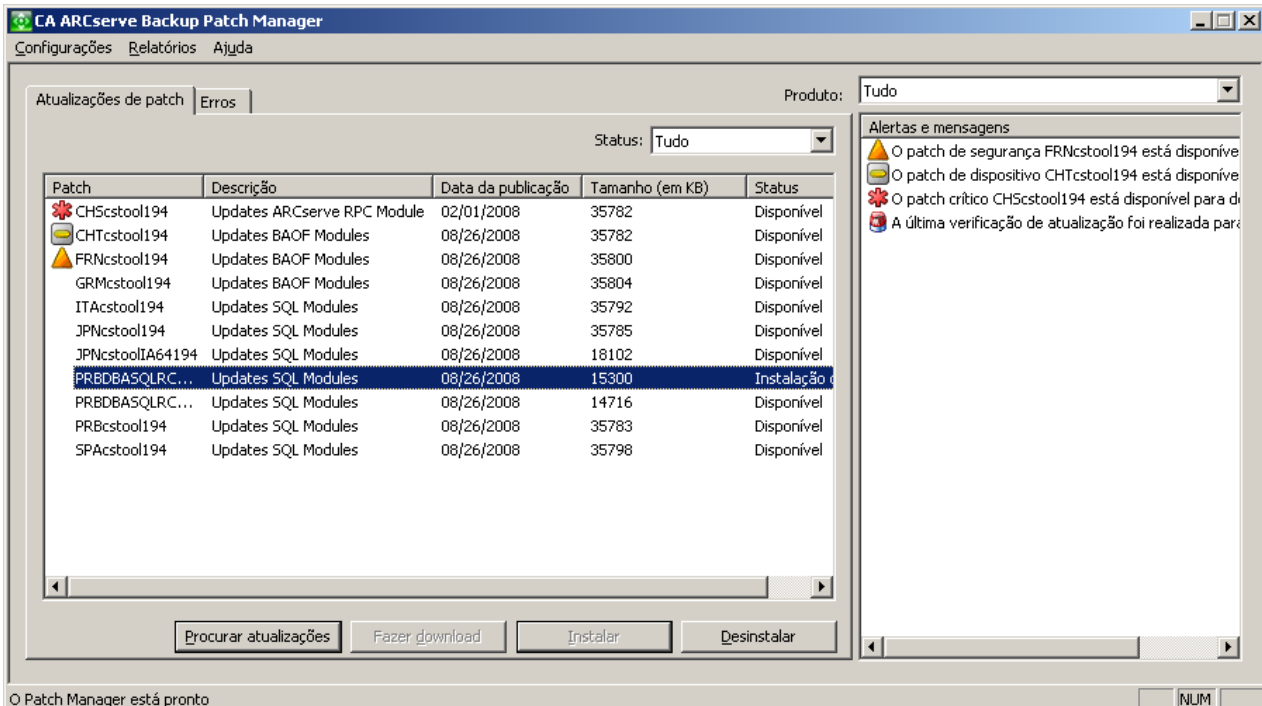 CA ARCserve Backup Patch Manager
Configurações Relatórios Ajuda
Atualizações de patch Erros
Produto: Tudo
Status: Tudo
Patch Descrição Data da publicação Tamanho (em KB) Status
CHScstool194 Updates ARCserve RPC Module 02/01/2008 35782 Disponível
CHTcstool194 Updates BAOF Modules 08/26/2008 35782 Disponível
FRNcstool194 Updates BAOF Modules 08/26/2008 35800 Disponível
GRMcstool194 Updates BAOF Modules 08/26/2008 35804 Disponível
ITAcstool194 Updates SQL Modules 08/26/2008 35792 Disponível
JPNcstool194 Updates SQL Modules 08/26/2008 35785 Disponível
JPNcstoolIA64194 Updates SQL Modules 08/26/2008 18102 Disponível
PRBDBASQLRC... Updates SQL Modules 08/26/2008 15300 Instalação
PRBDBASQLRC... Updates SQL Modules 08/26/2008 14716 Disponível
PRBcstool194 Updates SQL Modules 08/26/2008 35783 Disponível
SPAcstool194 Updates SQL Modules 08/26/2008 35798 Disponível
Procurar atualizações Fazer download Instalar Desinstalar
Alertas e mensagens
O patch de segurança FRNcstool194 está disponíve
O patch de dispositivo CHTcstool194 está disponíve
O patch crítico CHScstool194 está disponível para d
A última verificação de atualização foi realizada para
O Patch Manager está pronto
NUM